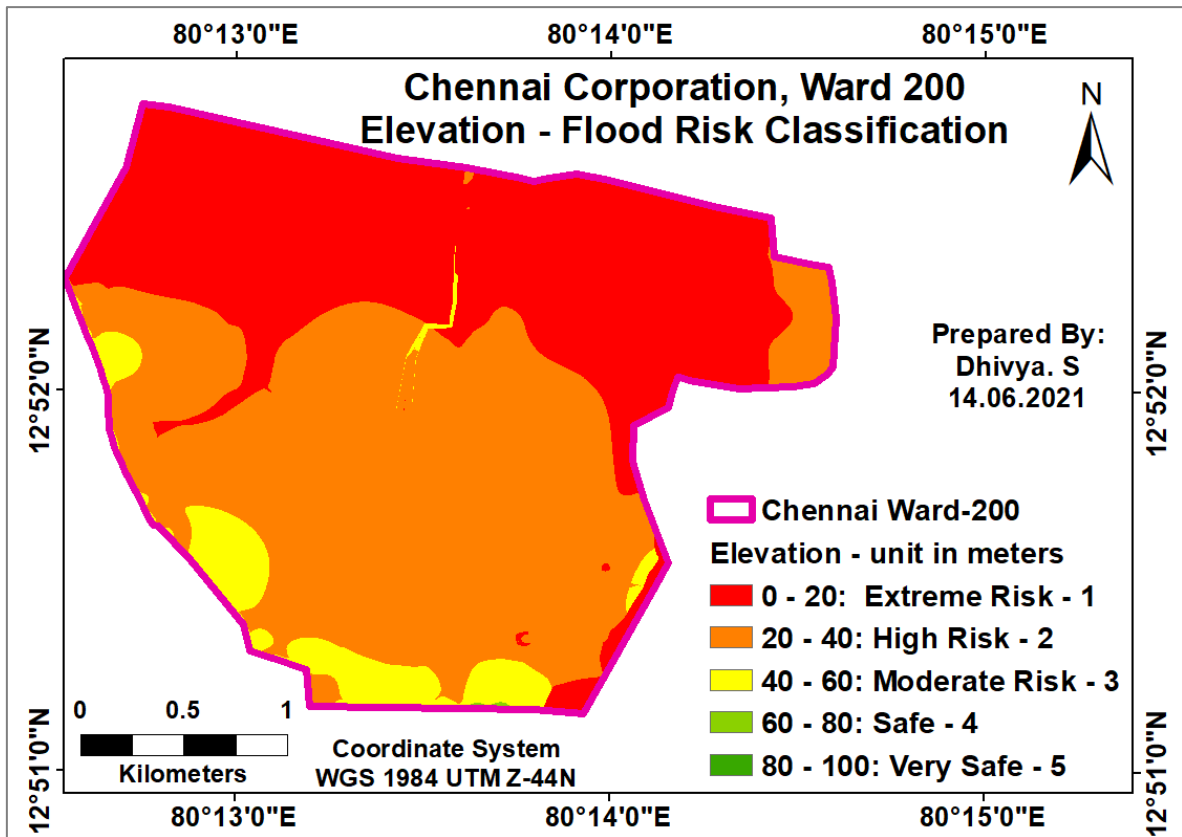 80°13'0"E 80°14'0"E 80°15'0"E
Chennai Corporation, Ward 200
Elevation - Flood Risk Classification
N
Prepared By:
Dhivya. S
14.06.2021
12°52'0"N
12°52'0"N
Chennai Ward-200
Elevation - unit in meters
0 - 20: Extreme Risk - 1
20 - 40: High Risk - 2
40 - 60: Moderate Risk - 3
60 - 80: Safe - 4
80 - 100: Very Safe - 5
0 0.5 1
Kilometers
Coordinate System
WGS 1984 UTM Z-44N
12°51'0"N
12°51'0"N
80°13'0"E 80°14'0"E 80°15'0"E